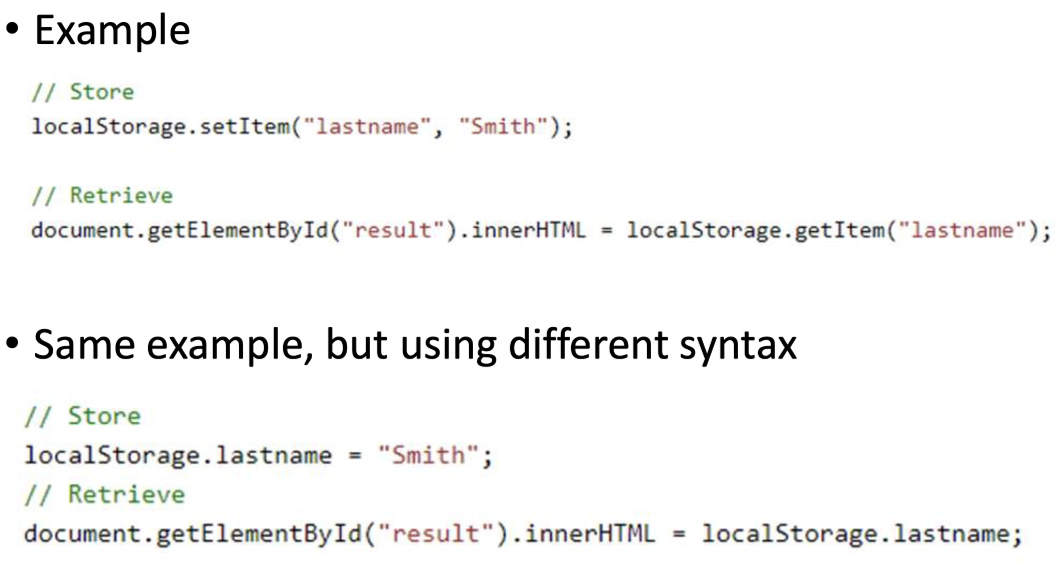 • Example
// Store
localStorage.setItem("lastname", "Smith");
// Retrieve
document.getElementById("result").innerHTML = localStorage.getItem("lastname");
• Same example, but using different syntax
// Store
localStorage.lastname = "Smith";
// Retrieve
document.getElementById("result").innerHTML = localStorage.lastname;